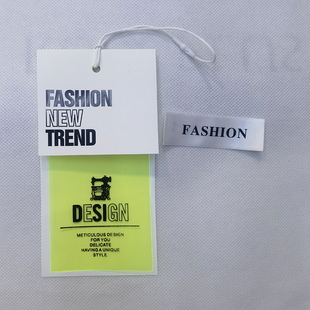 FASHION
NEW
TREND
FASHION
DESIGN
METICULOUS DESIGN
FOR YOU
DELICATE
HAVING A UNIQUE
STYLE.